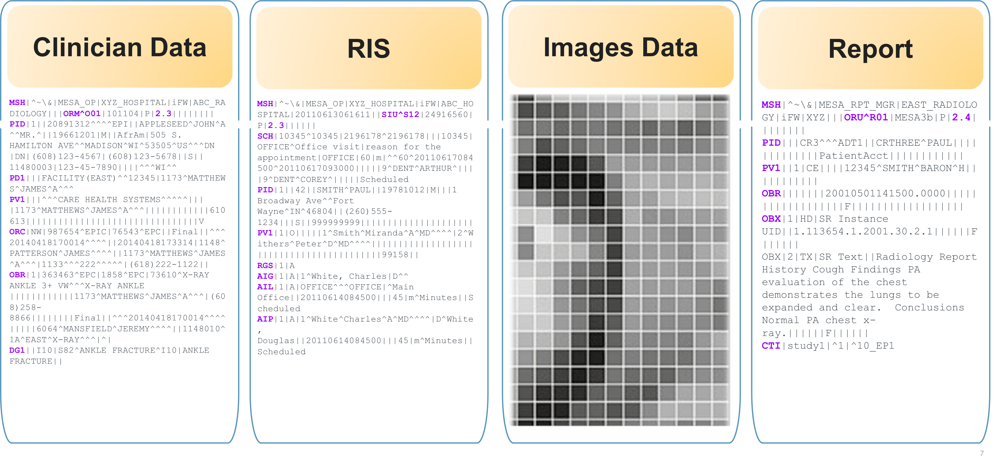 Clinician Data
MSH|^~\&|MESA_OP|XYZ_HOSPITAL|iFW|ABC_RA
DIOLOGY|||ORM^O01|101104|P|2.3||||||||
PID|1||20891312^^^^EPI||APPLESEED^JOHN^A
^^MR.^||19661201|M||AfrAm|505 S.
HAMILTON AVE^^MADISON^WI^53505^US^^^DN
|DN|(608)123-4567|(608)123-5678||S||
11480003|123-45-7890||||^^^WI^^
PD1|||FACILITY(EAST)^^12345|1173^MATTHEW
S^JAMES^A^^^
PV1|||^^^CARE HEALTH SYSTEMS^^^^^|||
|1173^MATTHEWS^JAMES^A^^^||||||||||||610
613||||||||||||||||||||||||||||||||V
ORC|NW|987654^EPIC|76543^EPC||Final||^^^
20140418170014^^^^||20140418173314|1148^
PATTERSON^JAMES^^^^||1173^MATTHEWS^JAMES
^A^^^|1133^^^222^^^^^|(618)222-1122||
OBR|1|363463^EPC|1858^EPC|73610^X-RAY
ANKLE 3+ VW^^^X-RAY ANKLE
||||||||||||1173^MATTHEWS^JAMES^A^^^|(60
8)258-
8866||||||||Final||^^^20140418170014^^^^
|||||6064^MANSFIELD^JEREMY^^^^||1148010^
1A^EAST^X-RAY^^^|^|
DG1||I10|S82^ANKLE FRACTURE^I10|ANKLE
FRACTURE||
RIS
MSH|^~\&|MESA_OP|XYZ_HOSPITAL|iFW|ABC_HO
SPITAL|20110613061611||SIU^S12|24916560|
P|2.3||||||
SCH|10345^10345|2196178^2196178|||10345|
OFFICE^Office visit|reason for the
appointment|OFFICE|60|m|^^60^20110617084
500^20110617093000|||||9^DENT^ARTHUR^|||
|9^DENT^COREY^|||||Scheduled
PID|1||42||SMITH^PAUL||19781012|M|||1
Broadway Ave^^Fort
Wayne^IN^46804||(260)555-
1234|||S||999999999|||||||||||||||||||||
PV1|1|O|||||1^Smith^Miranda^A^MD^^^^|2^W
ithers^Peter^D^MD^^^^|||||||||||||||||||
|||||||||||||||||||||||99158||
RGS|1|A
AIG|1|A|1^White, Charles|D^^
AIL|1|A|OFFICE^^^OFFICE|^Main
Office||20110614084500|||45|m^Minutes||S
cheduled
AIP|1|A|1^White^Charles^A^MD^^^^|D^White
,
Douglas||20110614084500|||45|m^Minutes||
Scheduled
Images Data
Report
MSH|^~\&|MESA_RPT_MGR|EAST_RADIOLO
GY|iFW|XYZ|||ORU^R01|MESA3b|P|2.4|
|||||||
PID|||CR3^^^ADT1||CRTHREE^PAUL||||
|||||||||PatientAcct||||||||||||
PV1||1|CE||||12345^SMITH^BARON^H||
|||||||||
OBR|||||||20010501141500.0000|||||
|||||||||||||F||||||||||||||||||
OBX|1|HD|SR Instance
UID||1.113654.1.2001.30.2.1||||||F
||||||
OBX|2|TX|SR Text||Radiology Report
History Cough Findings PA
evaluation of the chest
demonstrates the lungs to be
expanded and clear.  Conclusions
Normal PA chest x-
ray.||||||F||||||
CTI|study1|^1|^10_EP1
7